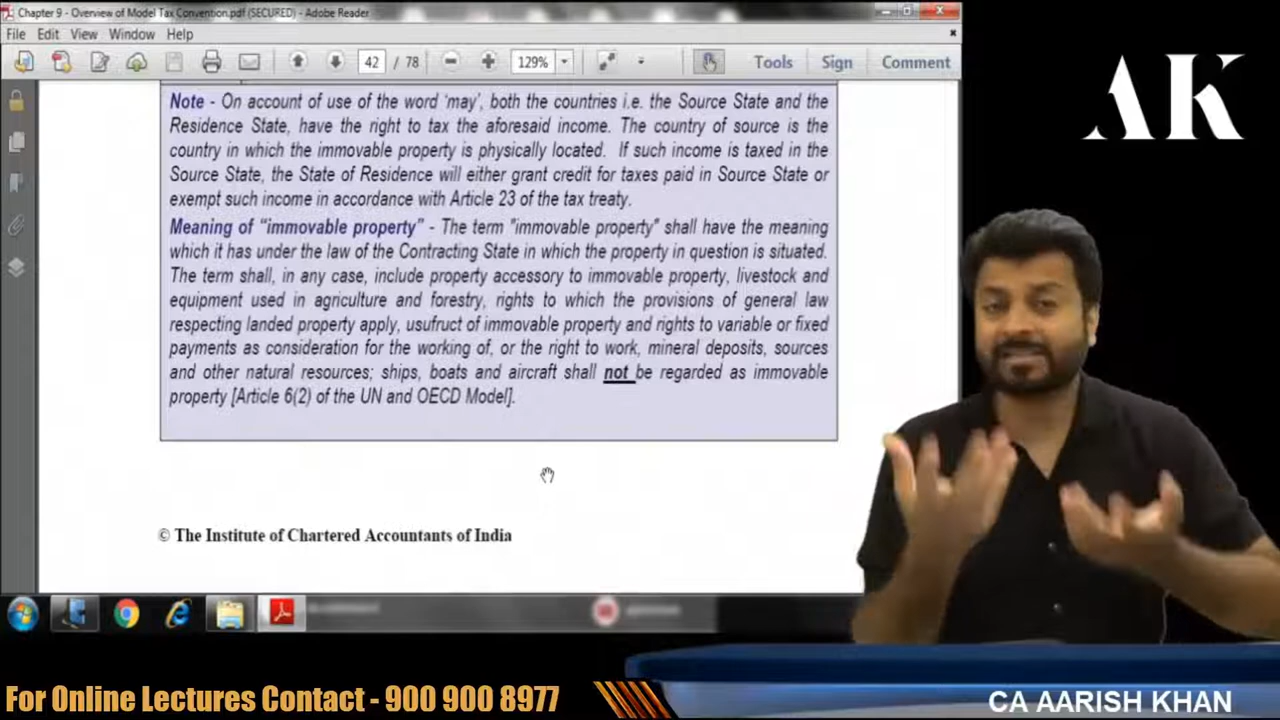 Chapter 9 - Overview of Model Tax Convention.pdf (SECURED) - Adobe Reader
File Edit View Window Help
42 / 78 129% Tools Sign Comment
AK
Note - On account of use of the word 'may', both the countries i.e. the Source State and the
Residence State, have the right to tax the aforesaid income. The country of source is the
country in which the immovable property is physically located. If such income is taxed in the
Source State, the State of Residence will either grant credit for taxes paid in Source State or
exempt such income in accordance with Article 23 of the tax treaty.
Meaning of "immovable property" - The term "immovable property" shall have the meaning
which it has under the law of the Contracting State in which the property in question is situated.
The term shall, in any case, include property accessory to immovable property, livestock and
equipment used in agriculture and forestry, rights to which the provisions of general law
respecting landed property apply, usufruct of immovable property and rights to variable or fixed
payments as consideration for the working of, or the right to work, mineral deposits, sources
and other natural resources; ships, boats and aircraft shall not be regarded as immovable
property [Article 6(2) of the UN and OECD Model].
© The Institute of Chartered Accountants of India
For Online Lectures Contact - 900 900 8977
CA AARISH KHAN